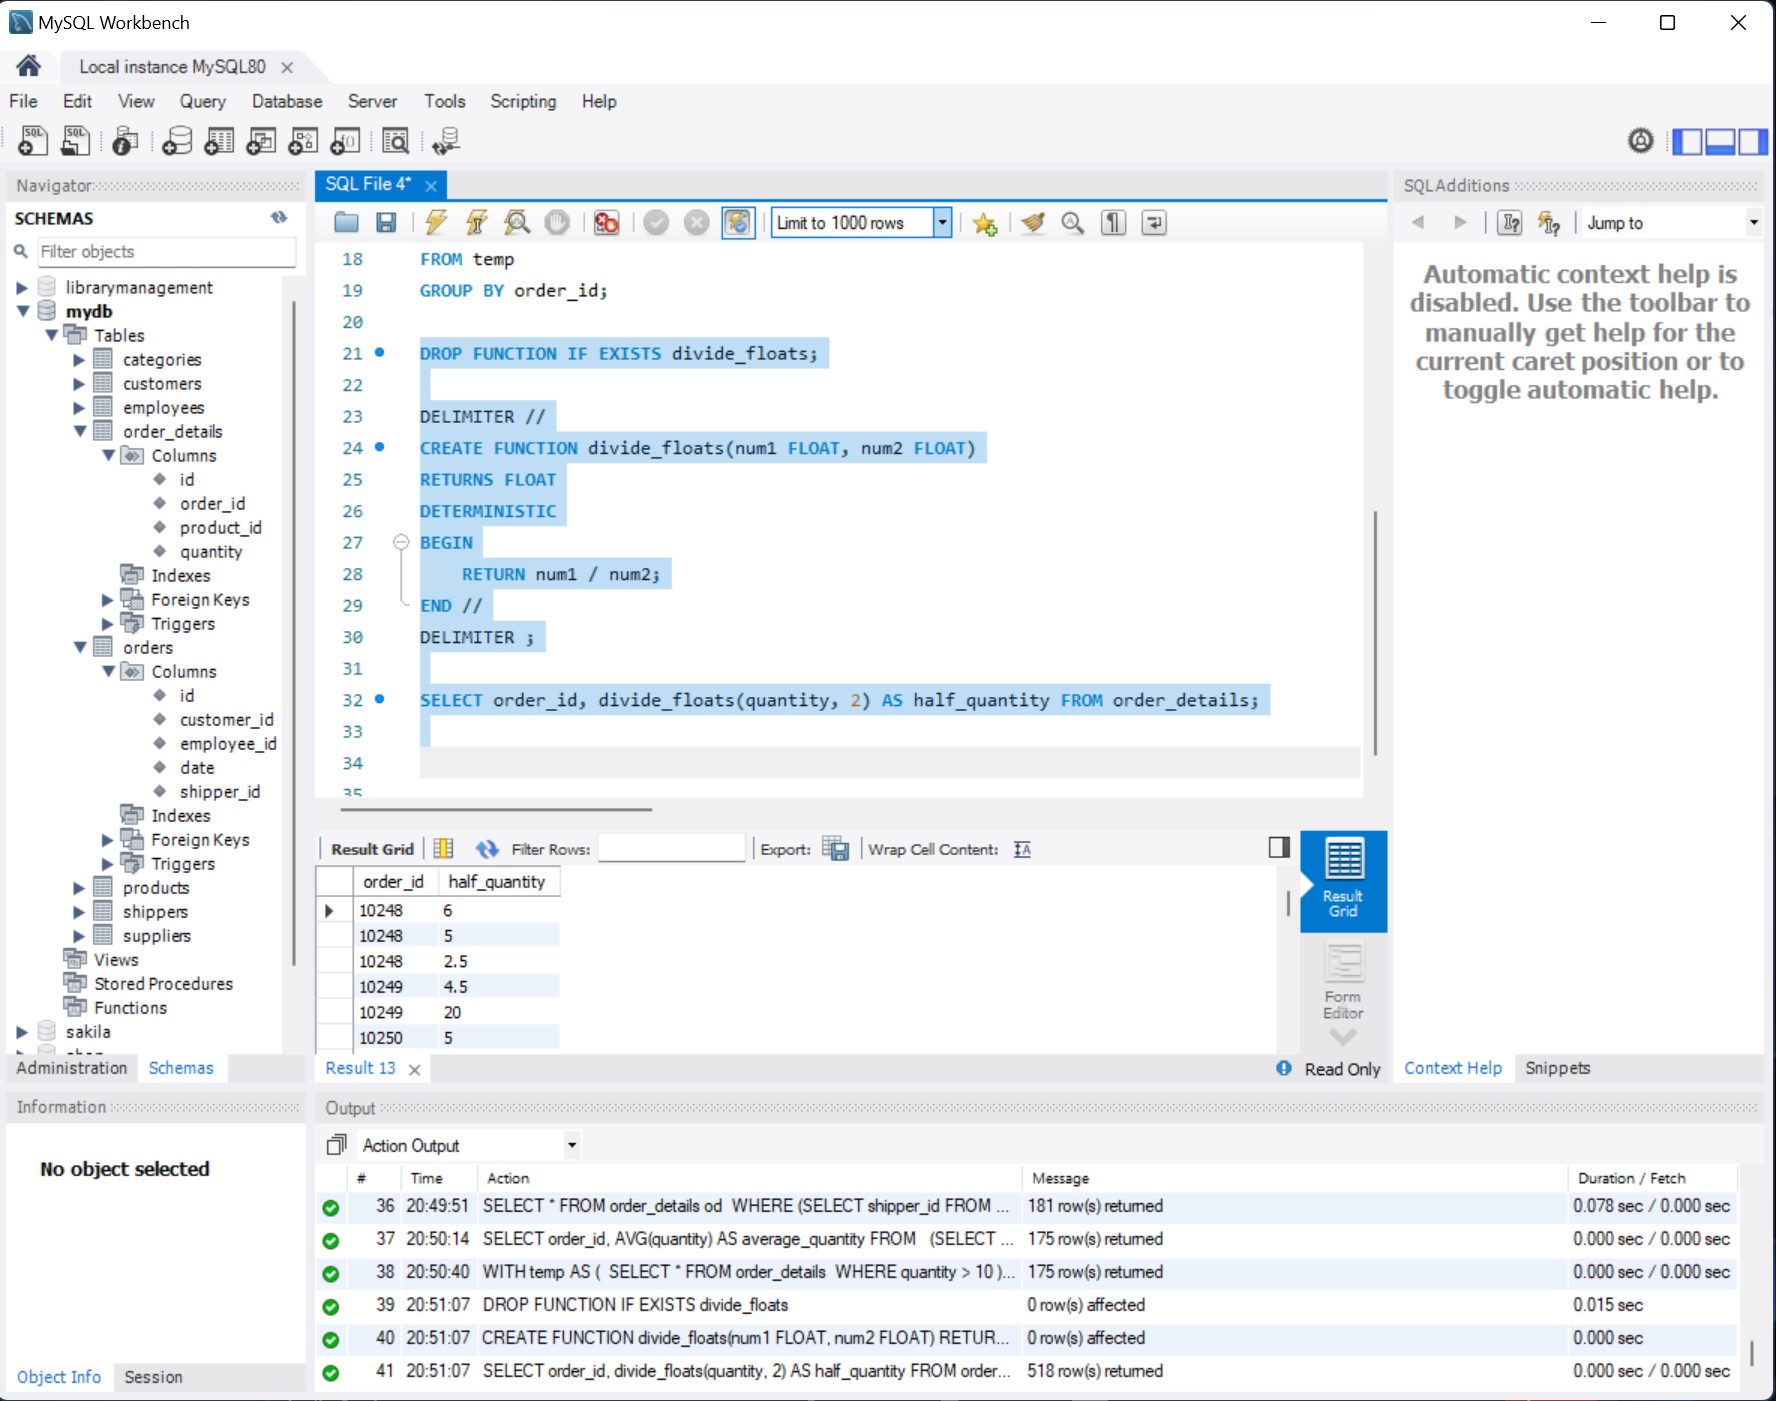 MySQL Workbench
Local instance MySQL80
File Edit View Query Database Server Tools Scripting Help
Navigator
SCHEMAS
Filter objects
librarymanagement
mydb
Tables
categories
customers
employees
order_details
Columns
id
order_id
product_id
quantity
Indexes
Foreign Keys
Triggers
orders
Columns
id
customer_id
employee_id
date
shipper_id
Indexes
Foreign Keys
Triggers
products
shippers
suppliers
Views
Stored Procedures
Functions
sakila
Administration Schemas
Information
No object selected
Object Info Session
SQL File 4*
Limit to 1000 rows
18 FROM temp
19 GROUP BY order_id;
20
21 DROP FUNCTION IF EXISTS divide_floats;
22
23 DELIMITER //
24 CREATE FUNCTION divide_floats(num1 FLOAT, num2 FLOAT)
25 RETURNS FLOAT
26 DETERMINISTIC
27 BEGIN
28 RETURN num1 / num2;
29 END //
30 DELIMITER ;
31
32 SELECT order_id, divide_floats(quantity, 2) AS half_quantity FROM order_details;
33
34
35
Result Grid Filter Rows: Export: Wrap Cell Content:
order_id half_quantity
10248 6
10248 5
10248 2.5
10249 4.5
10249 20
10250 5
Result Grid
Form Editor
Result 13
Read Only
SQLAdditions
Jump to
Automatic context help is
disabled. Use the toolbar to
manually get help for the
current caret position or to
toggle automatic help.
Context Help Snippets
Output
Action Output
# Time Action Message Duration / Fetch
36 20:49:51 SELECT * FROM order_details od WHERE (SELECT shipper_id FROM ... 181 row(s) returned 0.078 sec / 0.000 sec
37 20:50:14 SELECT order_id, AVG(quantity) AS average_quantity FROM (SELECT ... 175 row(s) returned 0.000 sec / 0.000 sec
38 20:50:40 WITH temp AS ( SELECT * FROM order_details WHERE quantity > 10 )... 175 row(s) returned 0.000 sec / 0.000 sec
39 20:51:07 DROP FUNCTION IF EXISTS divide_floats 0 row(s) affected 0.015 sec
40 20:51:07 CREATE FUNCTION divide_floats(num1 FLOAT, num2 FLOAT) RETUR... 0 row(s) affected 0.000 sec
41 20:51:07 SELECT order_id, divide_floats(quantity, 2) AS half_quantity FROM order... 518 row(s) returned 0.000 sec / 0.000 sec